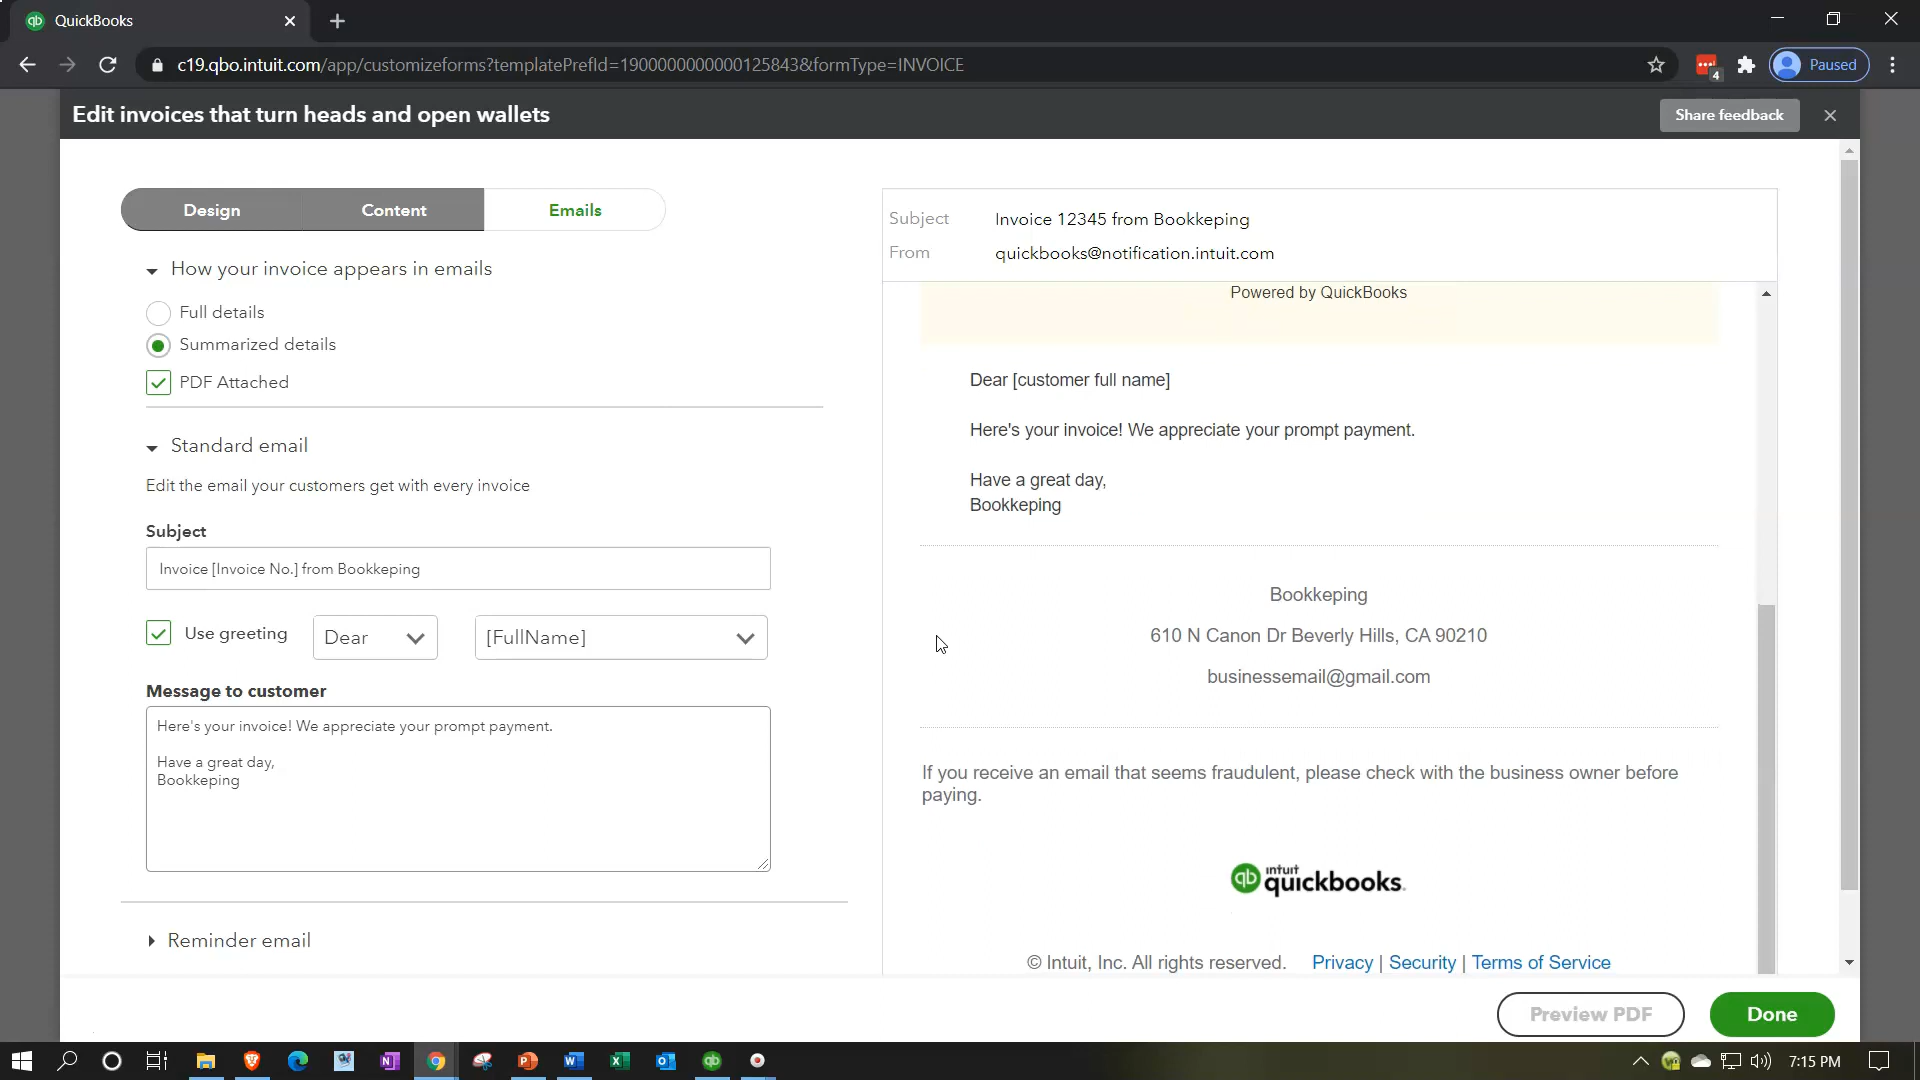 QuickBooks
c19.qbo.intuit.com/app/customizeforms?templatePrefId=1900000000000125843&formType=INVOICE
4
Paused
Edit invoices that turn heads and open wallets
Share feedback
Design
Content
Emails
How your invoice appears in emails
Full details
Summarized details
PDF Attached
Standard email
Edit the email your customers get with every invoice
Subject
Invoice [Invoice No.] from Bookkeping
Use greeting
Dear
[FullName]
Message to customer
Here's your invoice! We appreciate your prompt payment.
Have a great day,
Bookkeping
Reminder email
Subject
Invoice 12345 from Bookkeping
From
quickbooks@notification.intuit.com
Powered by QuickBooks
Dear [customer full name]
Here's your invoice! We appreciate your prompt payment.
Have a great day,
Bookkeping
Bookkeping
610 N Canon Dr Beverly Hills, CA 90210
businessemail@gmail.com
If you receive an email that seems fraudulent, please check with the business owner before
paying.
intuit
quickbooks.
© Intuit, Inc. All rights reserved. Privacy | Security | Terms of Service
Preview PDF
Done
7:15 PM